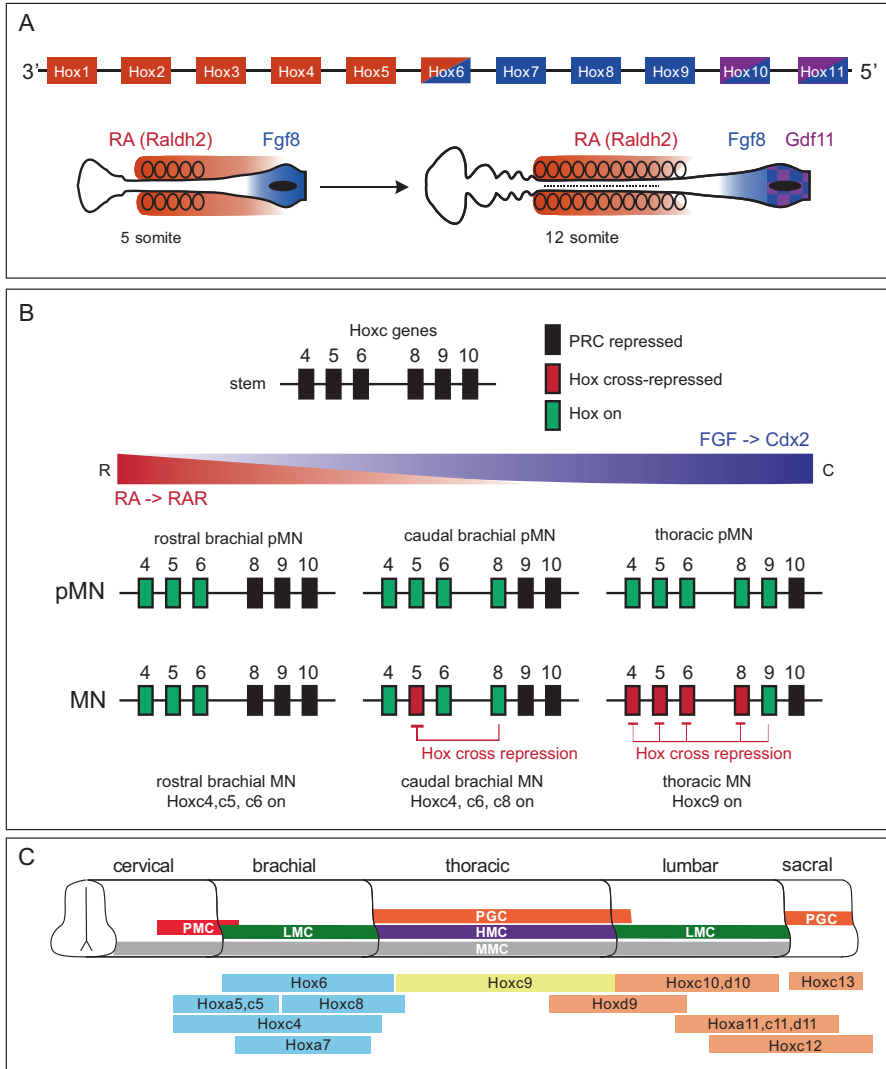 A
3’ Hox1 Hox2 Hox3 Hox4 Hox5 Hox6 Hox7 Hox8 Hox9 Hox10 Hox11 5’
RA (Raldh2) Fgf8 RA (Raldh2) Fgf8 Gdf11
5 somite 12 somite
B
Hoxc genes
4 5 6 8 9 10
stem
PRC repressed
Hox cross-repressed
Hox on
FGF -> Cdx2
R C
RA -> RAR
rostral brachial pMN caudal brachial pMN thoracic pMN
4 5 6 8 9 10 4 5 6 8 9 10 4 5 6 8 9 10
pMN
4 5 6 8 9 10 4 5 6 8 9 10 4 5 6 8 9 10
MN
Hox cross repression Hox cross repression
rostral brachial MN caudal brachial MN thoracic MN
Hoxc4,c5, c6 on Hoxc4, c6, c8 on Hoxc9 on
C
cervical brachial thoracic lumbar sacral
PGC PGC
PMC LMC HMC LMC
MMC
Hox6 Hoxc9 Hoxc10,d10 Hoxc13
Hoxa5,c5 Hoxc8 Hoxd9
Hoxc4 Hoxa11,c11,d11
Hoxa7 Hoxc12